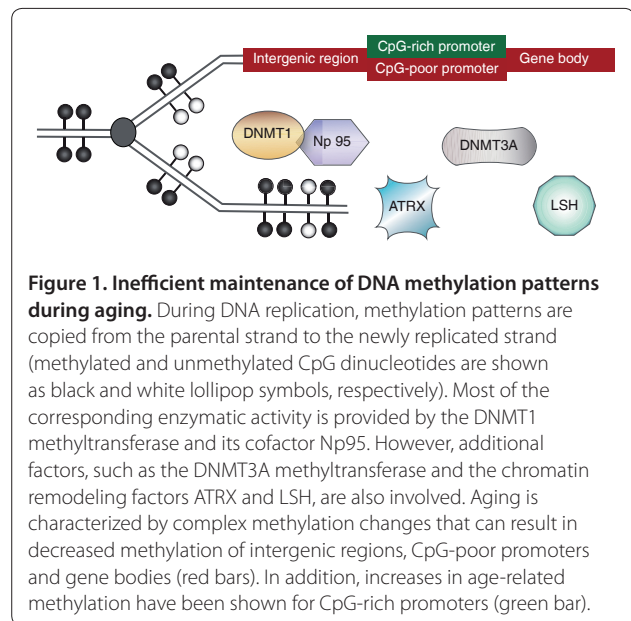 CpG-rich promoter
Intergenic region CpG-poor promoter Gene body
DNMT1 Np 95 DNMT3A
ATRX LSH
Figure 1. Inefficient maintenance of DNA methylation patterns
during aging. During DNA replication, methylation patterns are
copied from the parental strand to the newly replicated strand
(methylated and unmethylated CpG dinucleotides are shown
as black and white lollipop symbols, respectively). Most of the
corresponding enzymatic activity is provided by the DNMT1
methyltransferase and its cofactor Np95. However, additional
factors, such as the DNMT3A methyltransferase and the chromatin
remodeling factors ATRX and LSH, are also involved. Aging is
characterized by complex methylation changes that can result in
decreased methylation of intergenic regions, CpG-poor promoters
and gene bodies (red bars). In addition, increases in age-related
methylation have been shown for CpG-rich promoters (green bar).